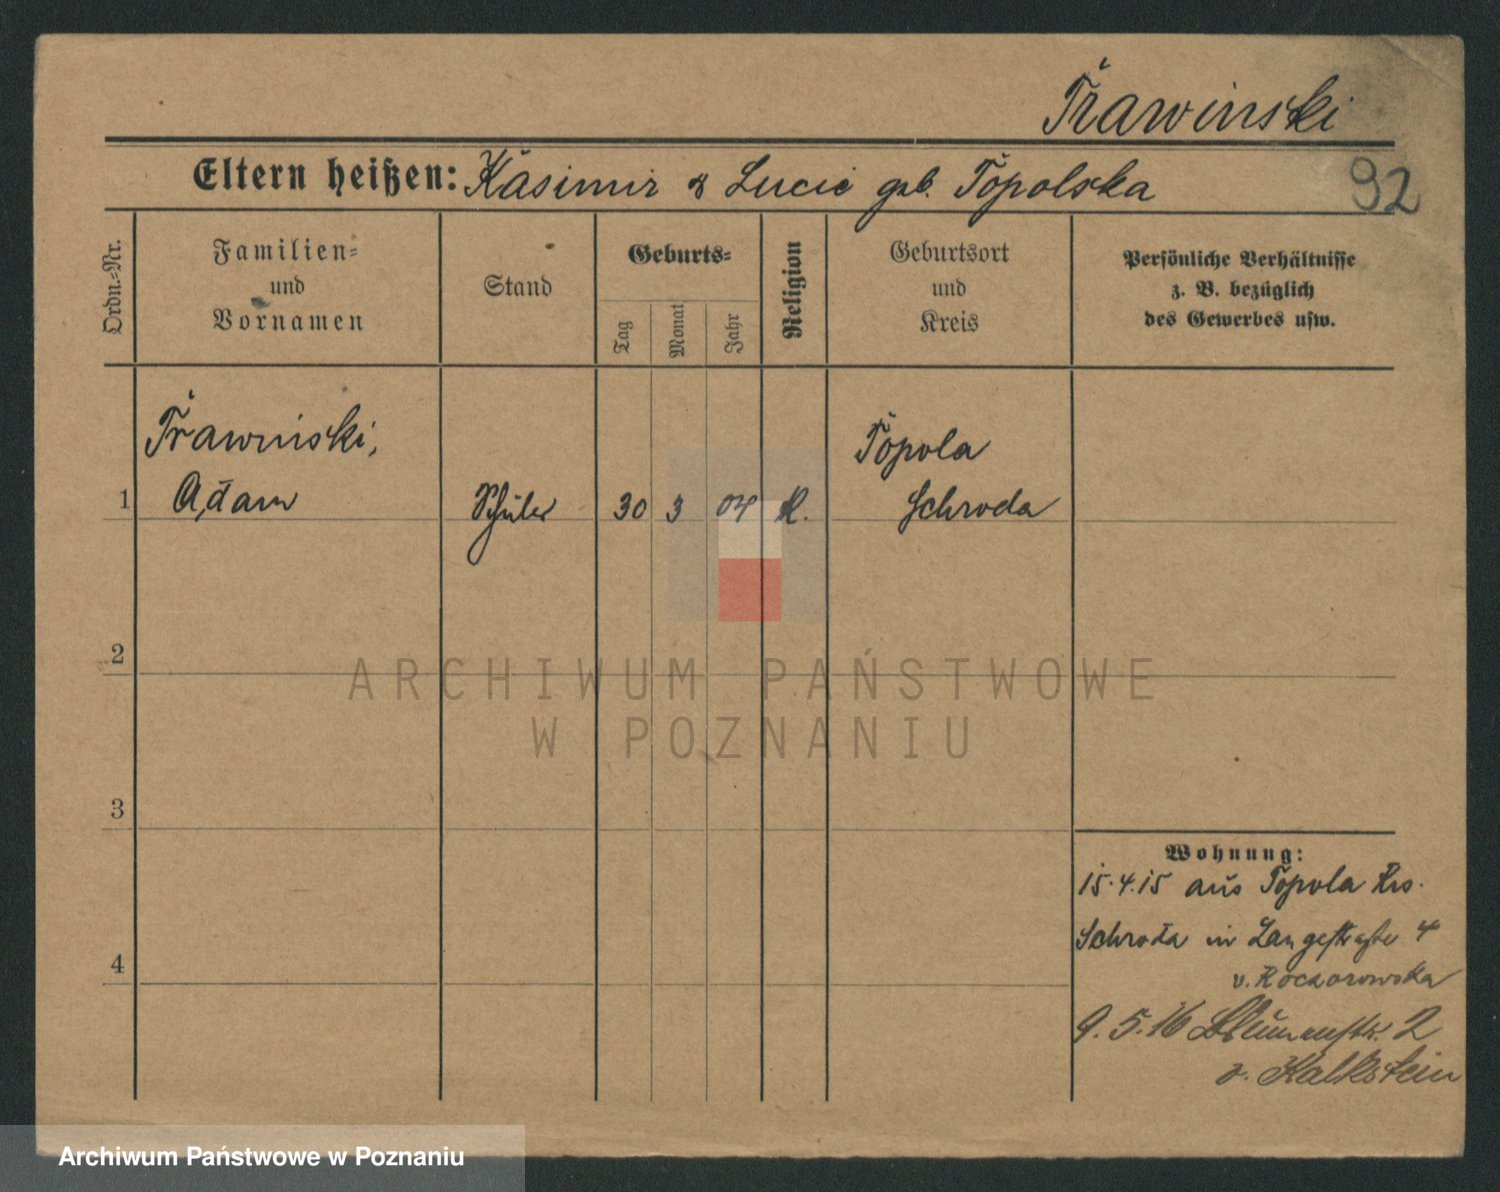 Trawinski
Eltern heißen: Kasimir & Lucie geb. Topolska
92
Ordn.-Nr.
Familien-
und
Vornamen
Stand
Geburts-
Tag
Monat
Jahr
Religion
Geburtsort
und
Kreis
Persönliche Verhältnisse
z. B. bezüglich
des Gewerbes usw.
Trawinski,
Topola
1 Adam Schüler 30 3 04 K. Schroda
2
ARCHIWUM PAŃSTWOWE
W POZNANIU
3
Wohnung:
15.4.15 aus Topola Krs.
Schroda in Langestraße 4
4
v. Koczorowska
9.5.16 Blumenstr. 2
v. Kalkstein
Archiwum Państwowe w Poznaniu